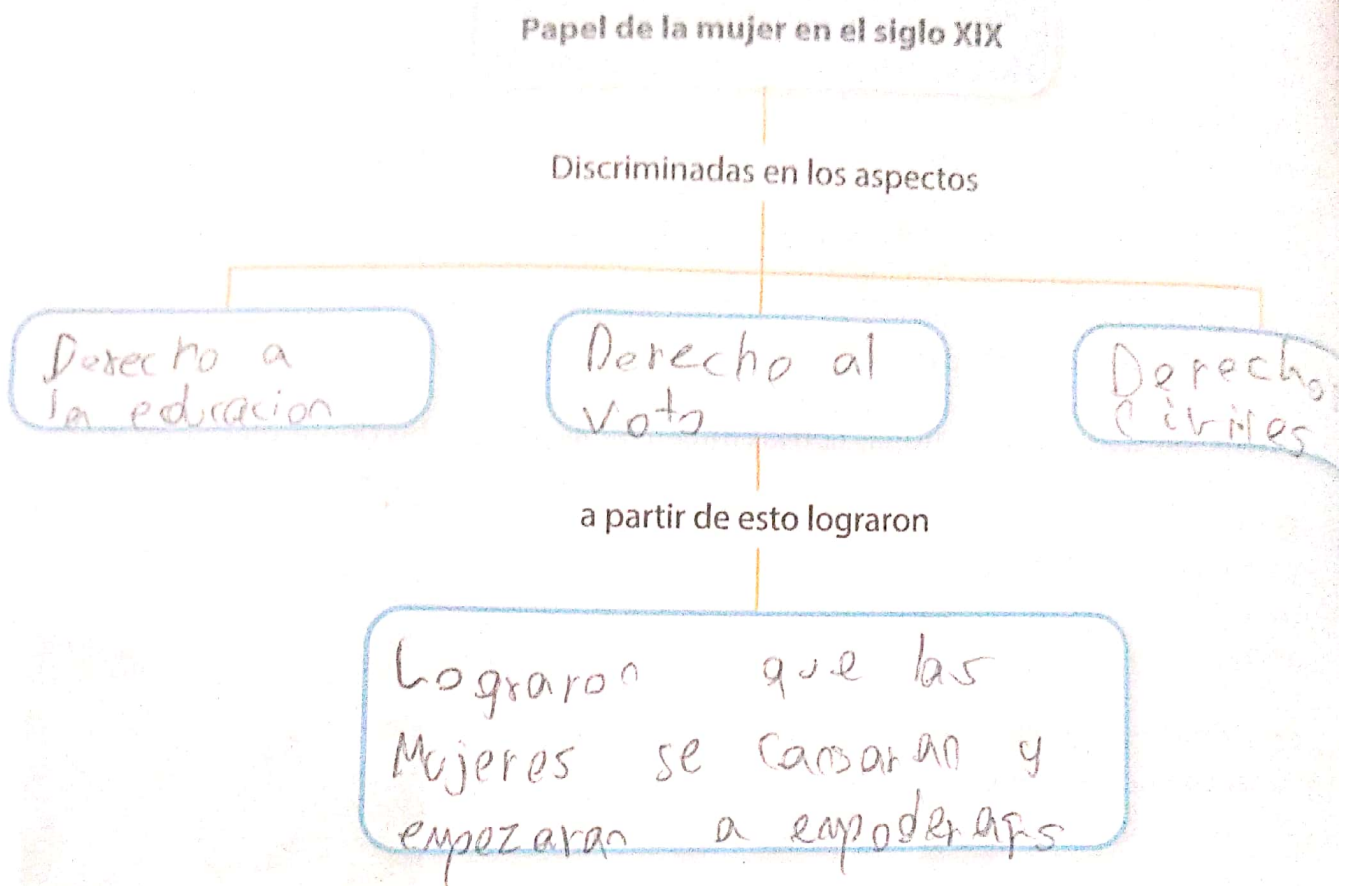 Papel de la mujer en el siglo XIX
Discriminadas en los aspectos
Derecho a
la educacion
Derecho al
Voto
Derecho
Civiles
a partir de esto lograron
Lograron que las
Mujeres se cansaran y
empezaran a